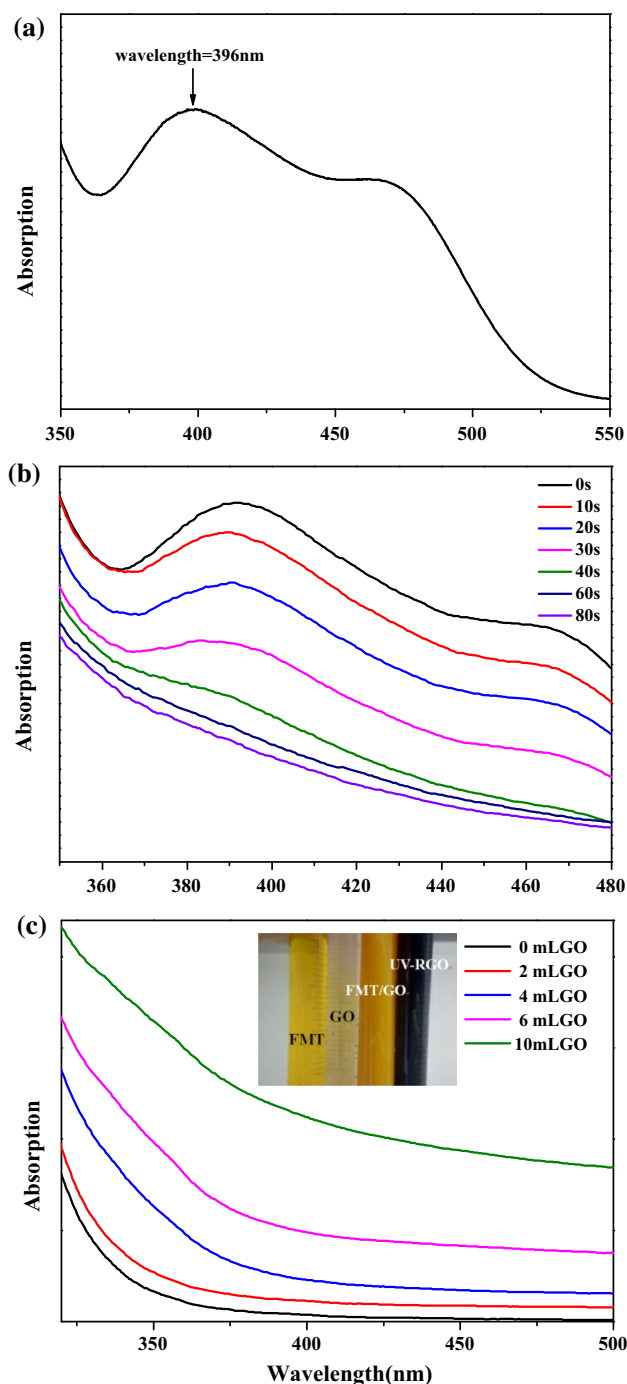 (a)
wavelength=396nm
Absorption
350 400 450 500 550
(b)
0s
10s
20s
30s
40s
60s
80s
Absorption
360 380 400 420 440 460 480
(c)
0 mLGO
2 mLGO
4 mLGO
6 mLGO
10mLGO
UV-RGO
FMT/GO
GO
FMT
Absorption
350 400 450 500
Wavelength(nm)